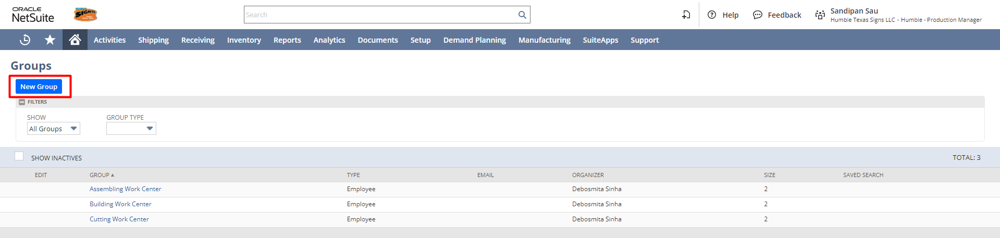 ORACLE
NetSuite
SIGN CO
Search
Help
Feedback
Sandipan Sau
Humble Texas Signs LLC - Humble - Production Manager
Activities Shipping Receiving Inventory Reports Analytics Documents Setup Demand Planning Manufacturing SuiteApps Support
Groups
New Group
FILTERS
SHOW GROUP TYPE
All Groups
SHOW INACTIVES TOTAL: 3
EDIT GROUP TYPE EMAIL ORGANIZER SIZE SAVED SEARCH
Assembling Work Center Employee Debosmita Sinha 2
Building Work Center Employee Debosmita Sinha 2
Cutting Work Center Employee Debosmita Sinha 2